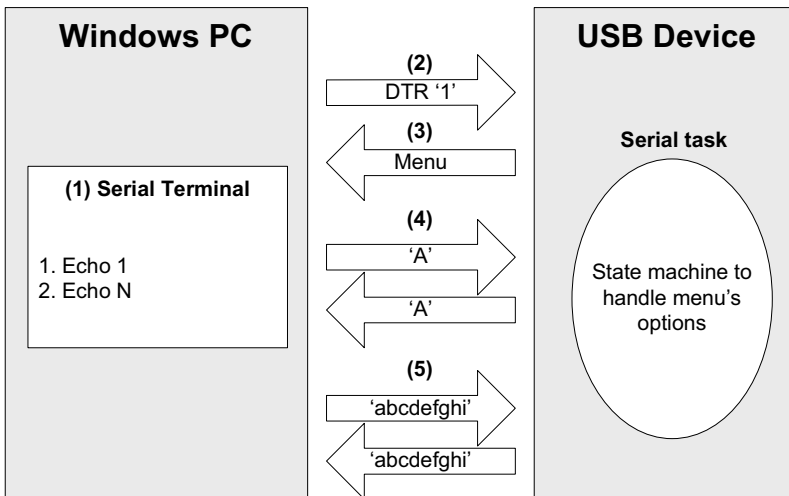 Windows PC
(1) Serial Terminal
1. Echo 1
2. Echo N
(2)
DTR ‘1’
(3)
Menu
(4)
‘A’
‘A’
(5)
‘abcdefghi’
‘abcdefghi’
USB Device
Serial task
State machine to
handle menu’s
options